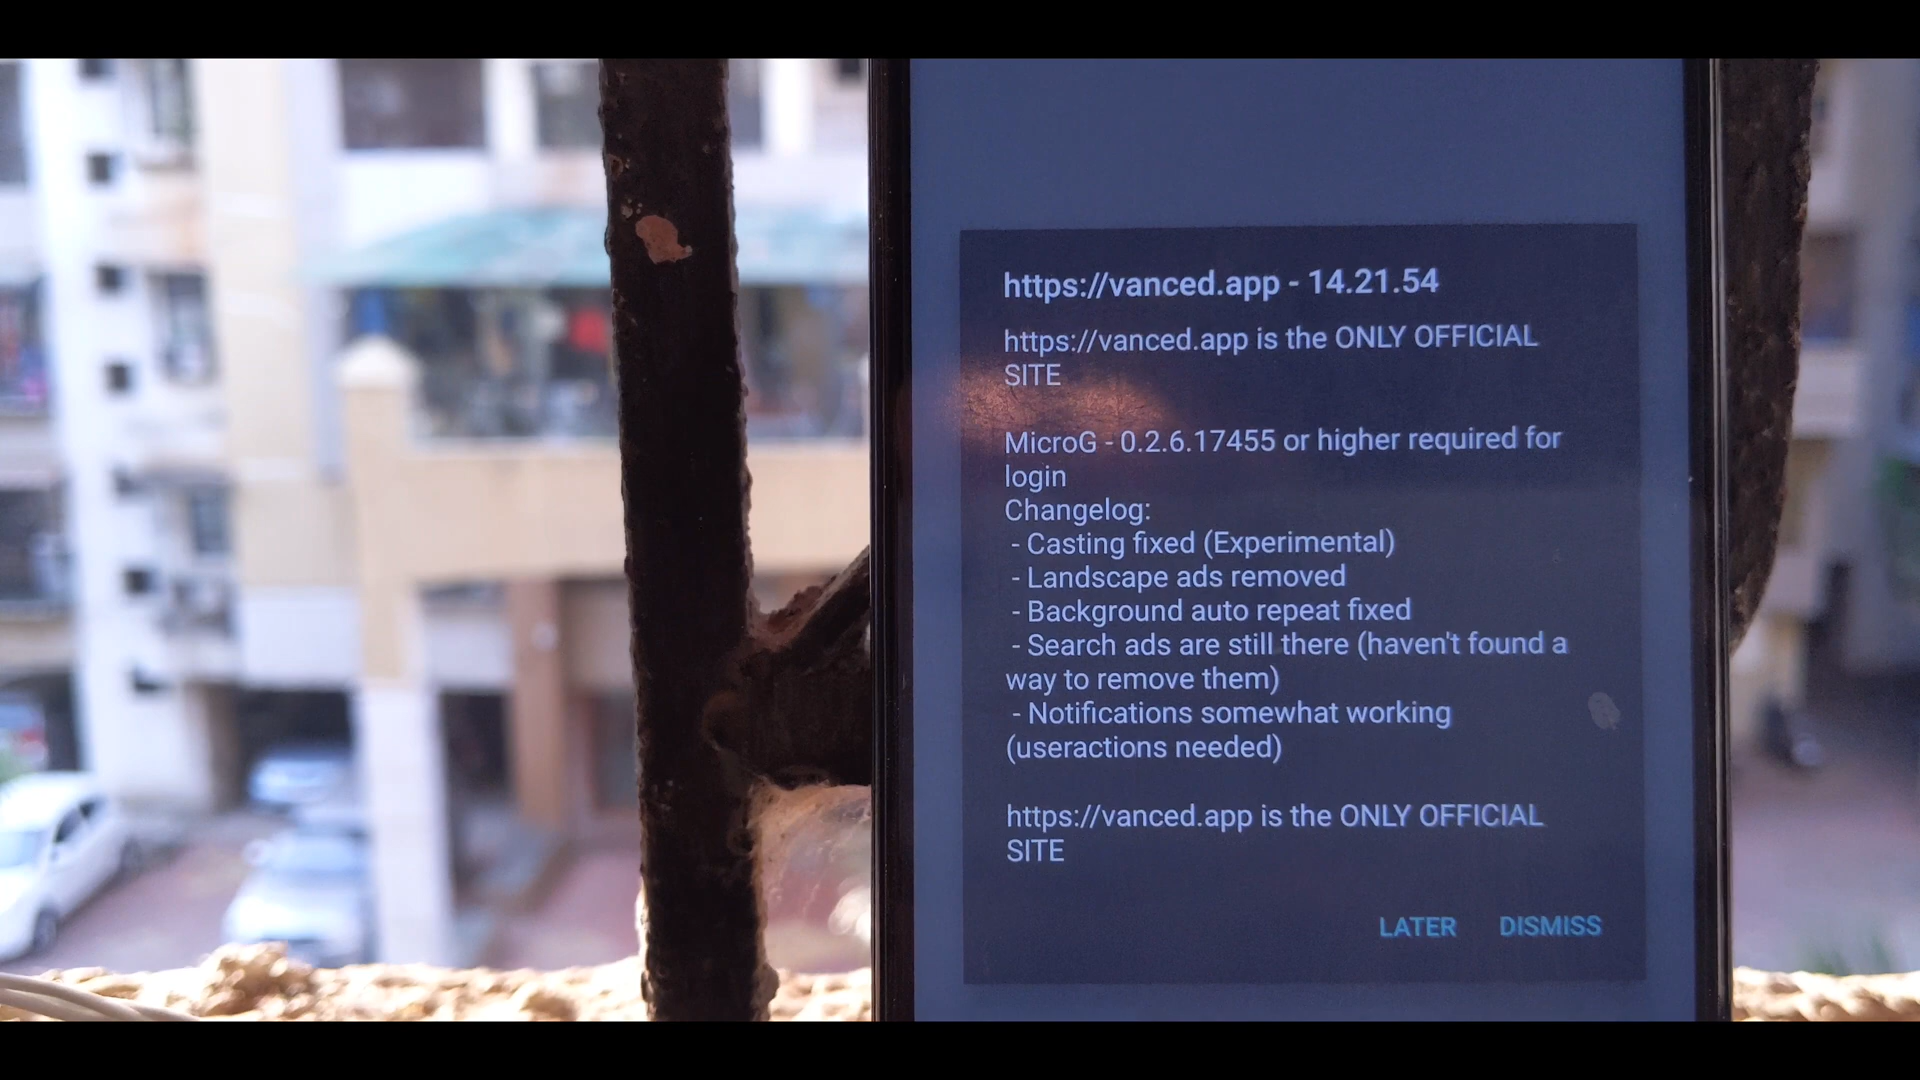 https://vanced.app - 14.21.54
https://vanced.app is the ONLY OFFICIAL
SITE
MicroG - 0.2.6.17455 or higher required for
login
Changelog:
- Casting fixed (Experimental)
- Landscape ads removed
- Background auto repeat fixed
- Search ads are still there (haven't found a
way to remove them)
- Notifications somewhat working
(useractions needed)
https://vanced.app is the ONLY OFFICIAL
SITE
LATER DISMISS